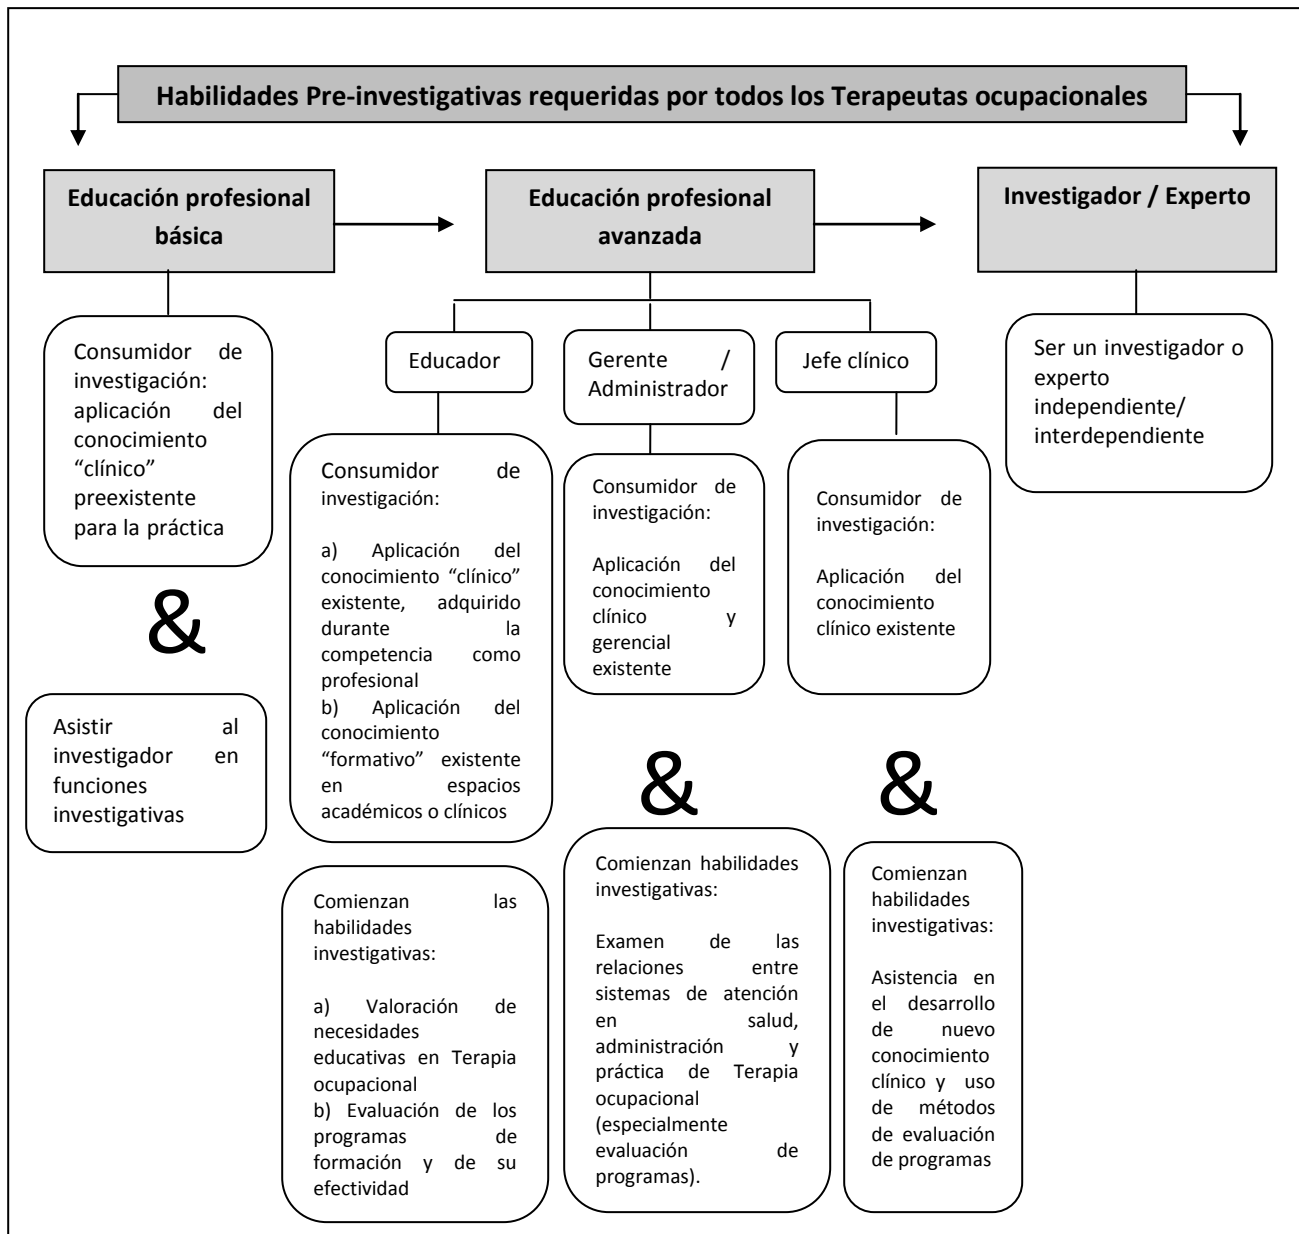 Habilidades Pre-investigativas requeridas por todos los Terapeutas ocupacionales
Educación profesional
básica
Educación profesional
avanzada
Investigador / Experto
Consumidor de
investigación:
aplicación del
conocimiento
“clínico”
preexistente
para la práctica
&
Asistir al
investigador en
funciones
investigativas
Educador
Consumidor de
investigación:
a) Aplicación del
conocimiento “clínico”
existente, adquirido
durante la
competencia como
profesional
b) Aplicación del
conocimiento
“formativo” existente
en espacios
académicos o clínicos
Comienzan las
habilidades
investigativas:
a) Valoración de
necesidades
educativas en Terapia
ocupacional
b) Evaluación de los
programas de
formación y de su
efectividad
Gerente /
Administrador
Consumidor de
investigación:
Aplicación del
conocimiento
clínico y
gerencial
existente
&
Comienzan habilidades
investigativas:
Examen de las
relaciones entre
sistemas de atención
en salud,
administración y
práctica de Terapia
ocupacional
(especialmente
evaluación de
programas).
Jefe clínico
Consumidor de
investigación:
Aplicación del
conocimiento
clínico existente
&
Comienzan
habilidades
investigativas:
Asistencia en
el desarrollo
de nuevo
conocimiento
clínico y uso
de métodos
de evaluación
de programas
Ser un investigador o
experto
independiente/
interdependiente